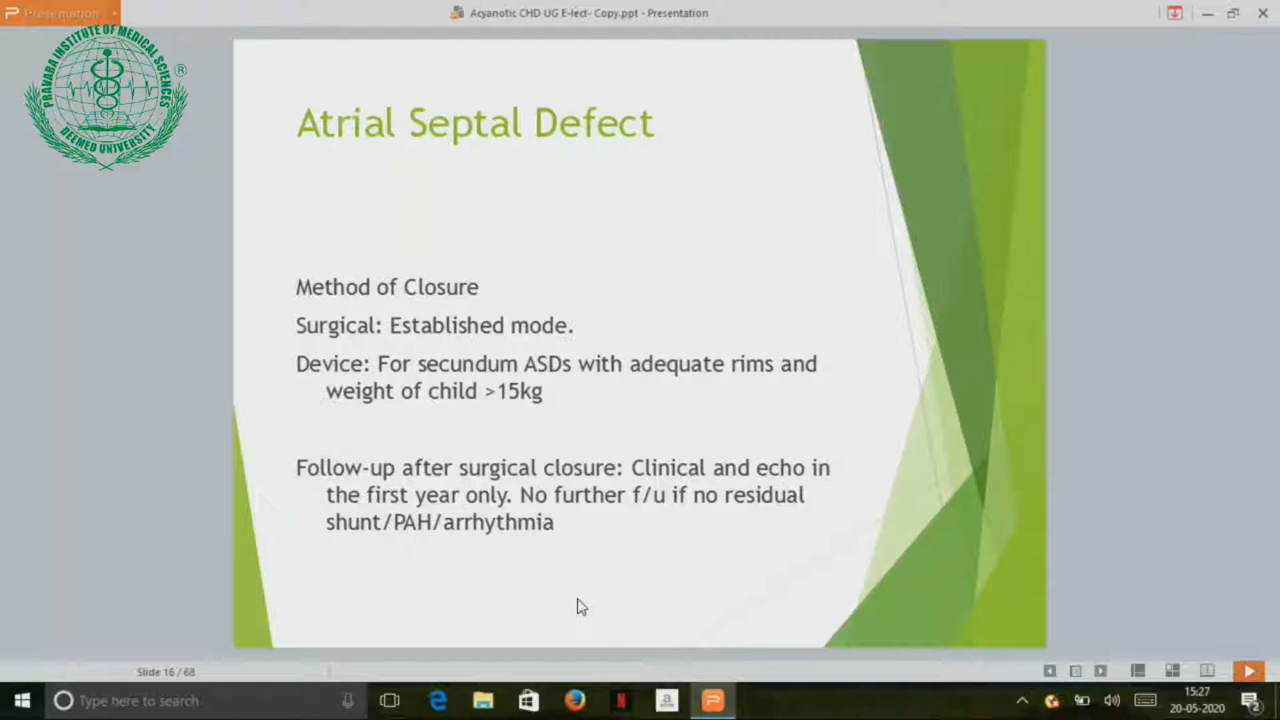 Presentation
Acyanotic CHD UG E-lect- Copy.ppt - Presentation
PRAVARA INSTITUTE OF MEDICAL SCIENCES
®
DEEMED UNIVERSITY
Atrial Septal Defect
Method of Closure
Surgical: Established mode.
Device: For secundum ASDs with adequate rims and
weight of child >15kg
Follow-up after surgical closure: Clinical and echo in
the first year only. No further f/u if no residual
shunt/PAH/arrhythmia
Slide 16 / 68
Type here to search
15:27
20-05-2020
2